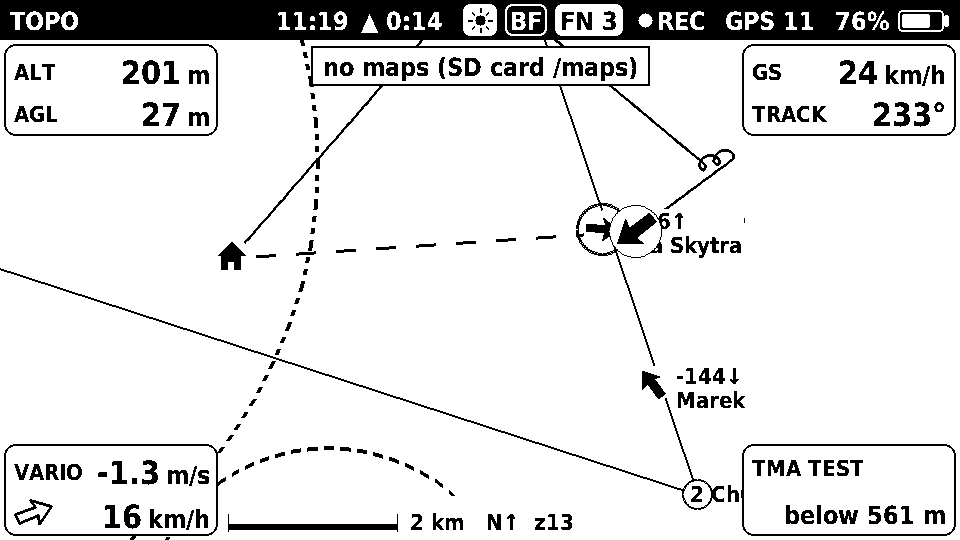 TOPO 11:19 ▲ 0:14 BF FN 3 REC GPS 11 76%
no maps (SD card /maps)
ALT 201 m
AGL 27 m
GS 24 km/h
TRACK 233°
6↑
Skytra
-144↓
Marek
VARIO -1.3 m/s
16 km/h
2
2 km N↑ z13
TMA TEST
below 561 m